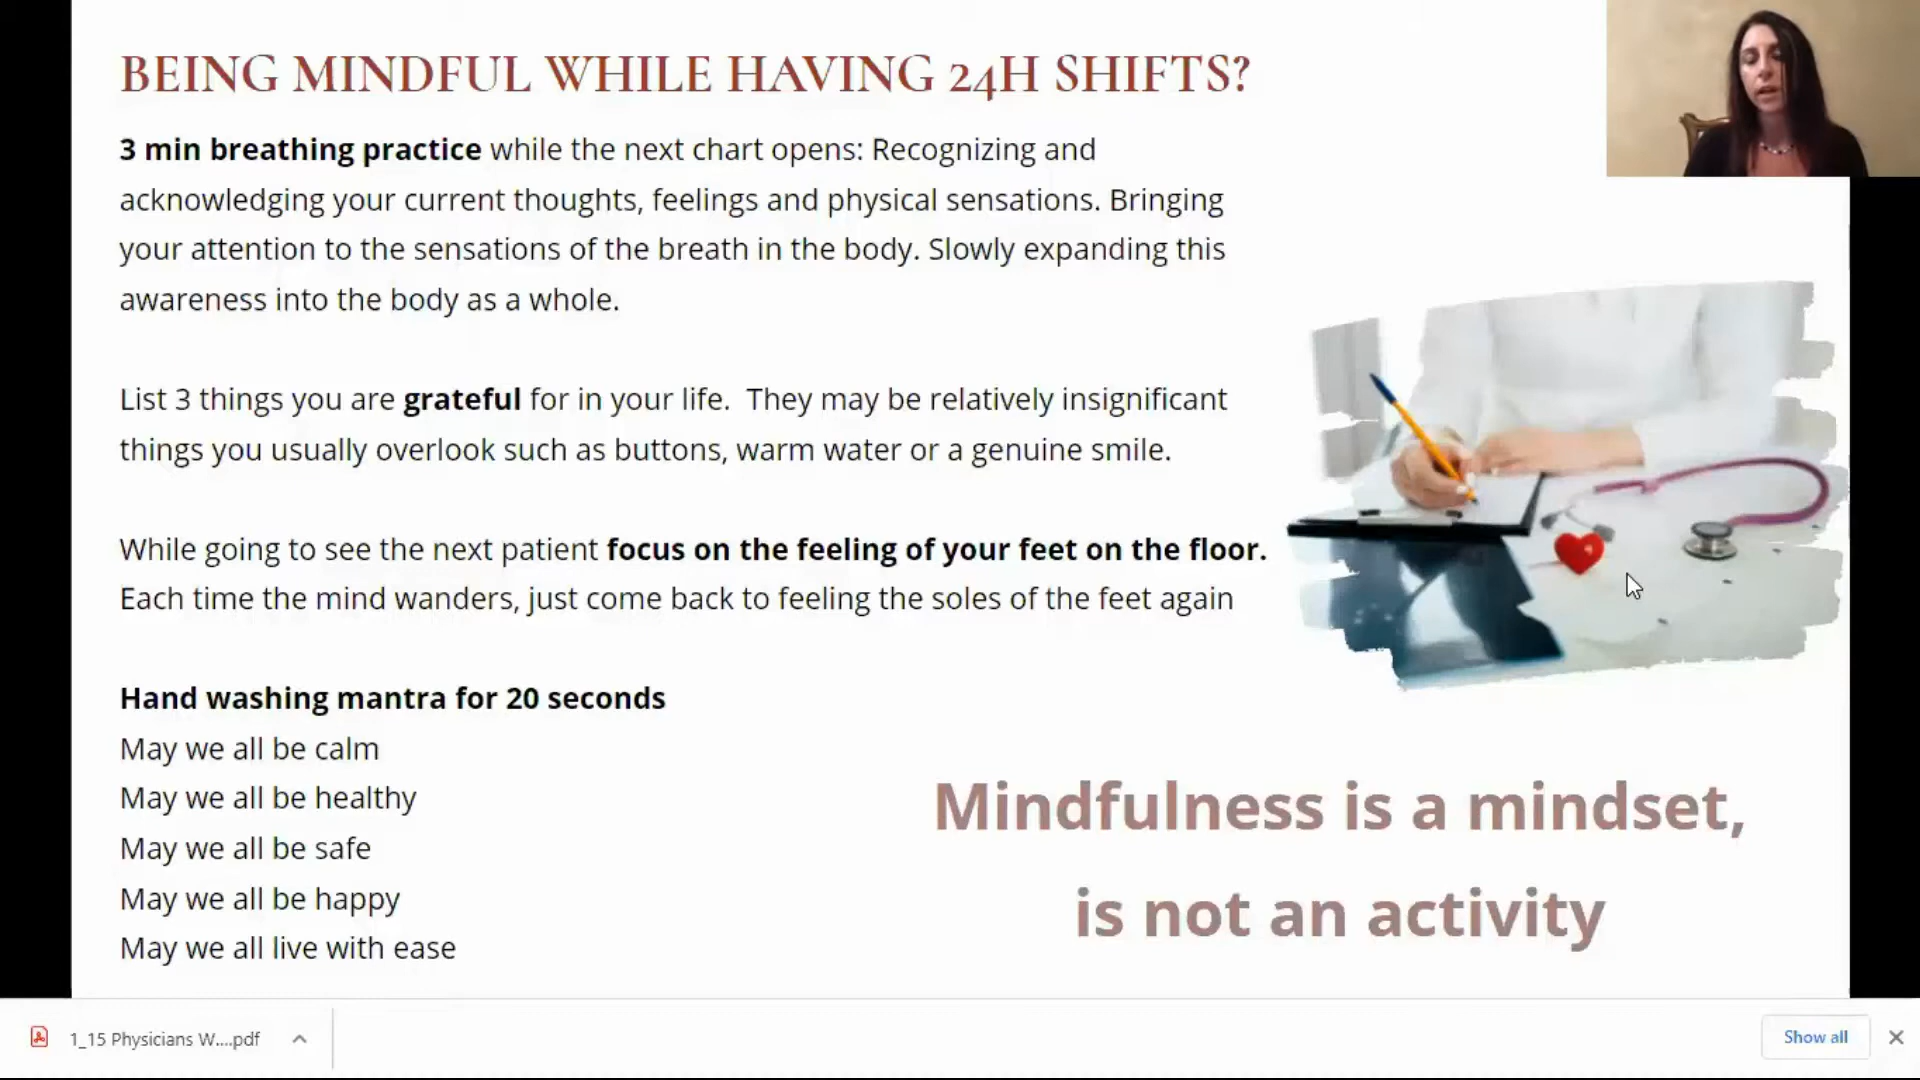 BEING MINDFUL WHILE HAVING 24H SHIFTS?
3 min breathing practice while the next chart opens: Recognizing and
acknowledging your current thoughts, feelings and physical sensations. Bringing
your attention to the sensations of the breath in the body. Slowly expanding this
awareness into the body as a whole.
List 3 things you are grateful for in your life.  They may be relatively insignificant
things you usually overlook such as buttons, warm water or a genuine smile.
While going to see the next patient focus on the feeling of your feet on the floor.
Each time the mind wanders, just come back to feeling the soles of the feet again
Hand washing mantra for 20 seconds
May we all be calm
May we all be healthy
May we all be safe
May we all be happy
May we all live with ease
Mindfulness is a mindset,
is not an activity
1_15 Physicians W....pdf
Show all